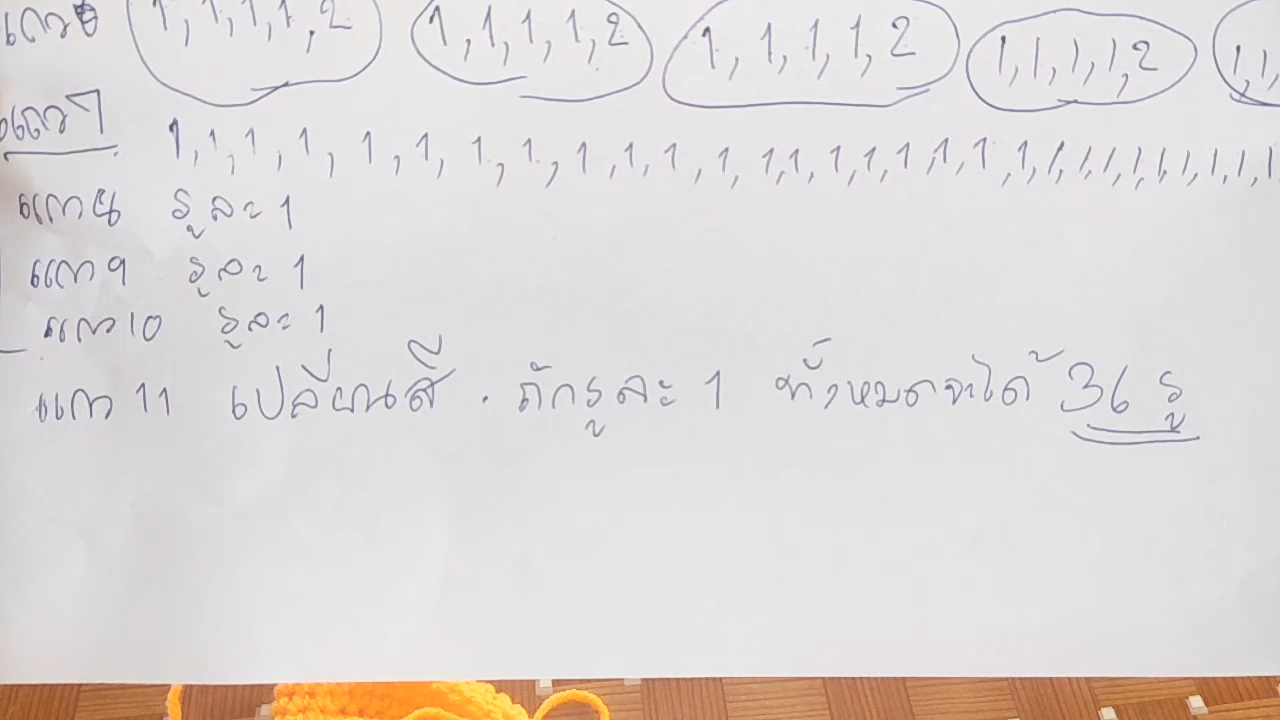 แถว6 1,1,1,1,2 1,1,1,1,2 1,1,1,1,2 1,1,1,1,2 1,1,
แถว7 1,1,1,1,1,1,1,1,1,1,1,1,1,1,1,1,1,1,1,1,1,1,1,1,1,1,1,1,1
แถว8 รูละ 1
แถว9 รูละ 1
แถว10 รูละ 1
แถว 11 เปลี่ยนสี . ถักรูละ 1 ทั้งหมดจะได้ 36 รู